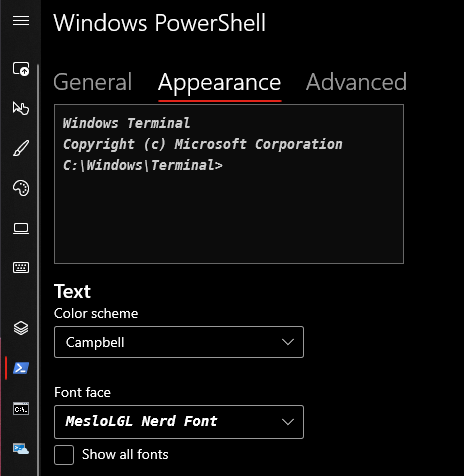 Windows PowerShell
General Appearance Advanced
Windows Terminal
Copyright (c) Microsoft Corporation
C:\Windows\Terminal>
Text
Color scheme
Campbell
Font face
MesloLGL Nerd Font
Show all fonts